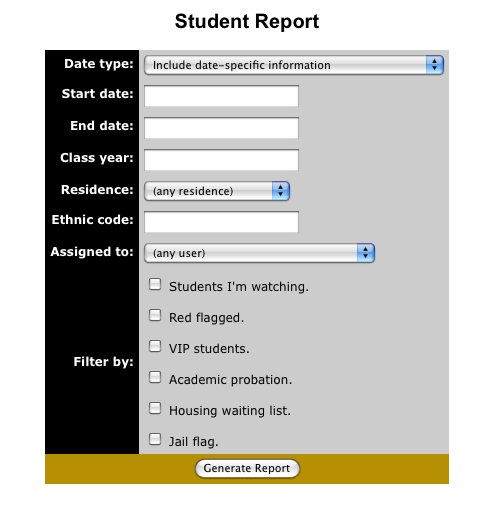 Student Report
Date type: Include date-specific information
Start date:
End date:
Class year:
Residence: (any residence)
Ethnic code:
Assigned to: (any user)
Filter by:
Students I'm watching.
Red flagged.
VIP students.
Academic probation.
Housing waiting list.
Jail flag.
Generate Report